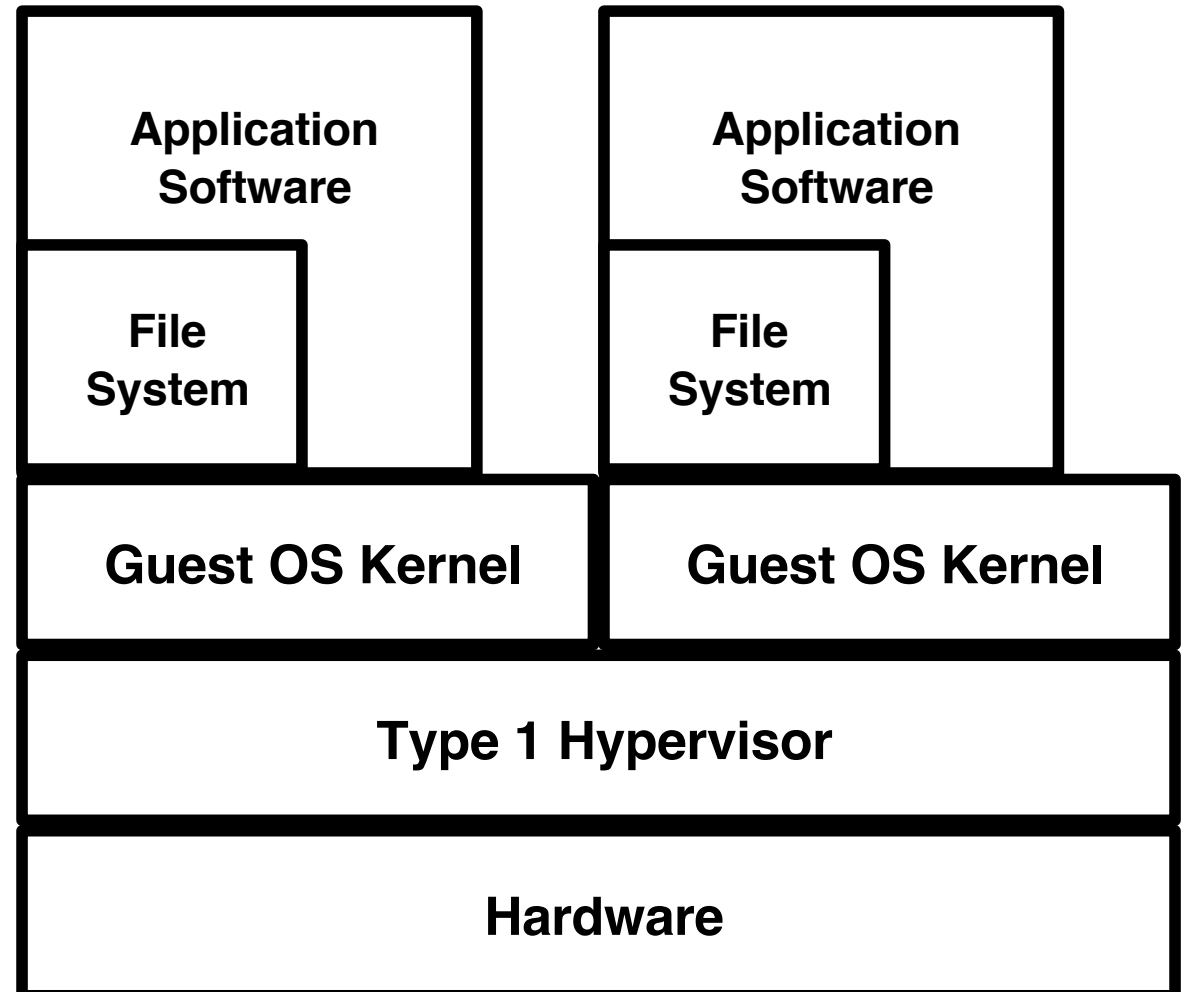 Application
Software
Application
Software
File
System
File
System
Guest OS Kernel
Guest OS Kernel
Type 1 Hypervisor
Hardware